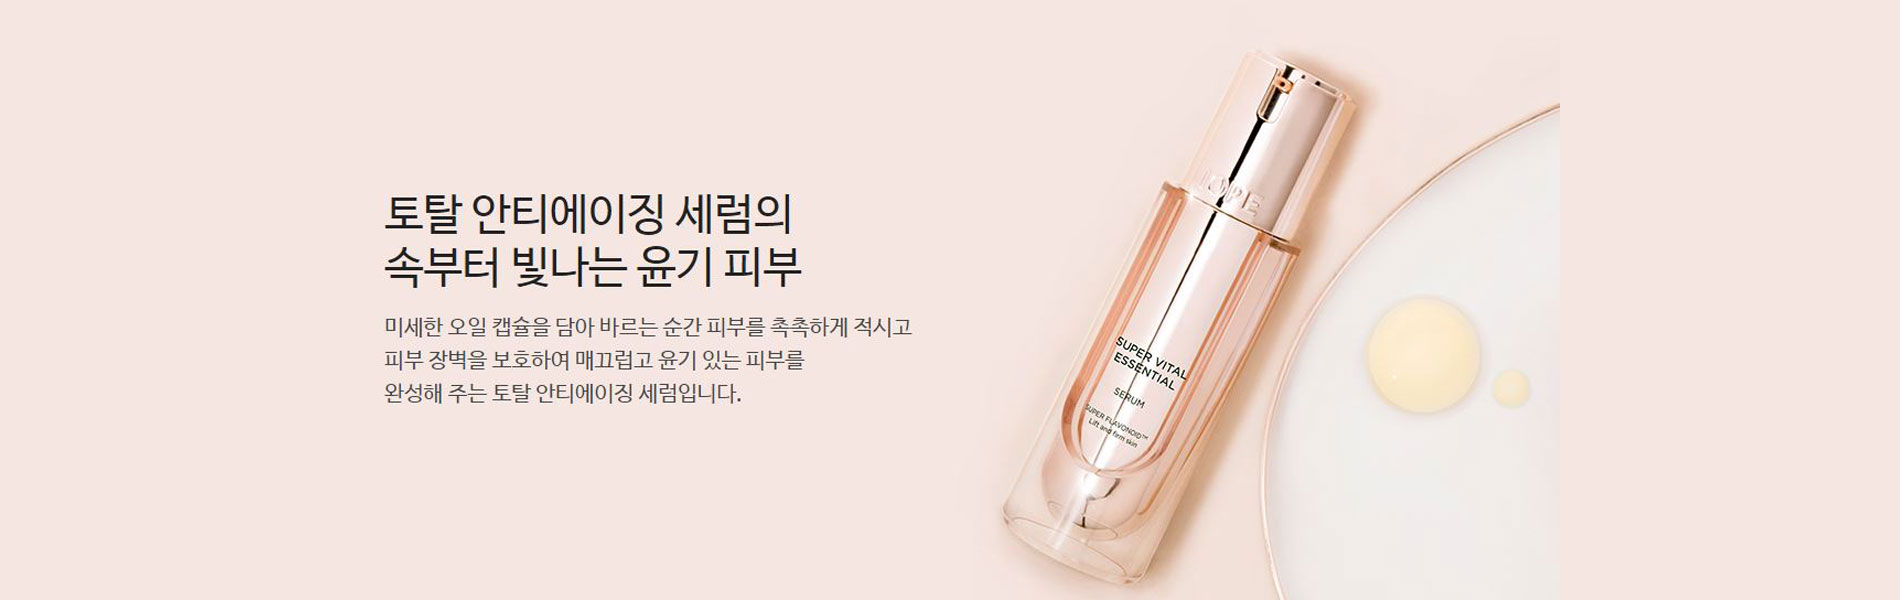 토탈 안티에이징 세럼의
속부터 빛나는 윤기 피부
미세한 오일 캡슐을 담아 바르는 순간 피부를 촉촉하게 적시고
피부 장벽을 보호하여 매끄럽고 윤기 있는 피부를
완성해 주는 토탈 안티에이징 세럼입니다.
IOPE
SUPER VITAL
ESSENTIAL
SERUM
SUPER FLAVONOID™
Lift and firm skin